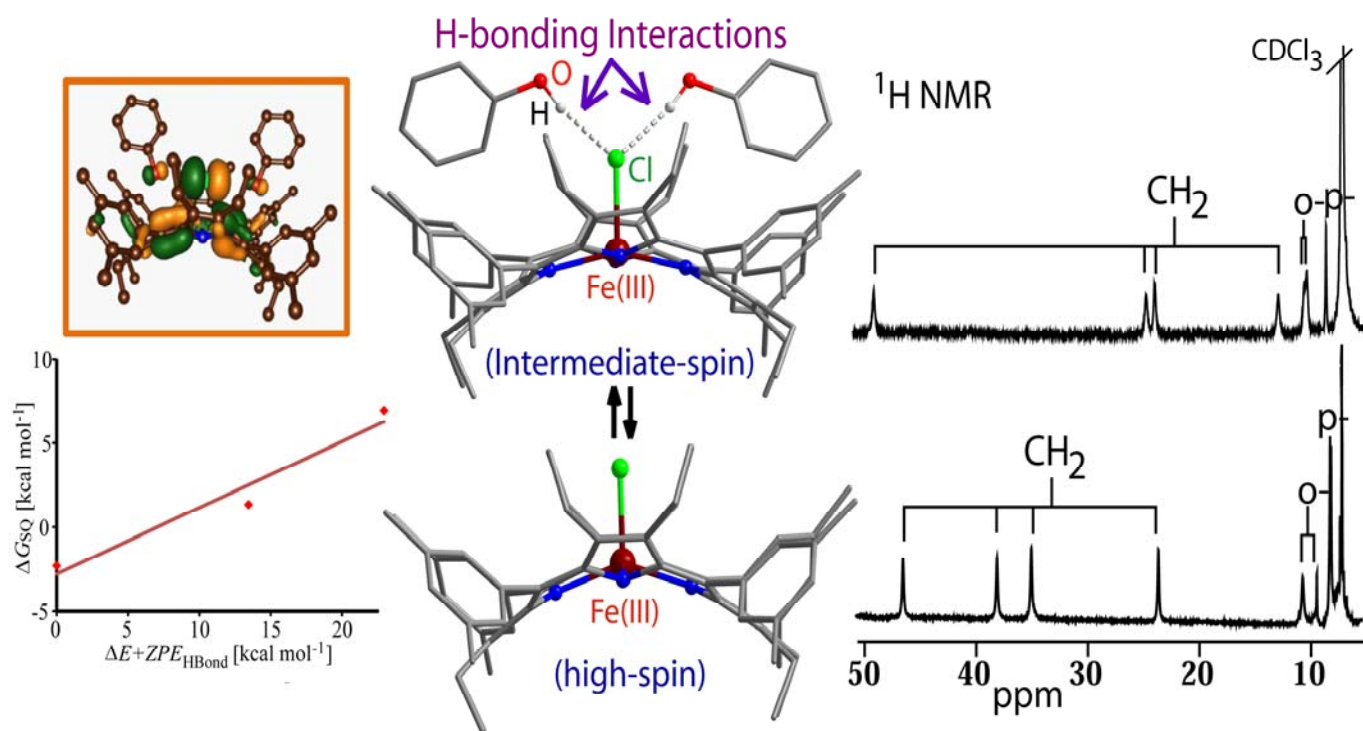 H-bonding Interactions
O
H
Cl
Fe(III)
(Intermediate-spin)
Fe(III)
(high-spin)
10
5
0
-5
ΔG_SQ [kcal mol⁻¹]
0 5 10 15 20
ΔE+ZPE_HBond [kcal mol⁻¹]
¹H NMR
CDCl₃
CH₂
o-
p-
CH₂
p-
o-
50 40 30 20 10
ppm